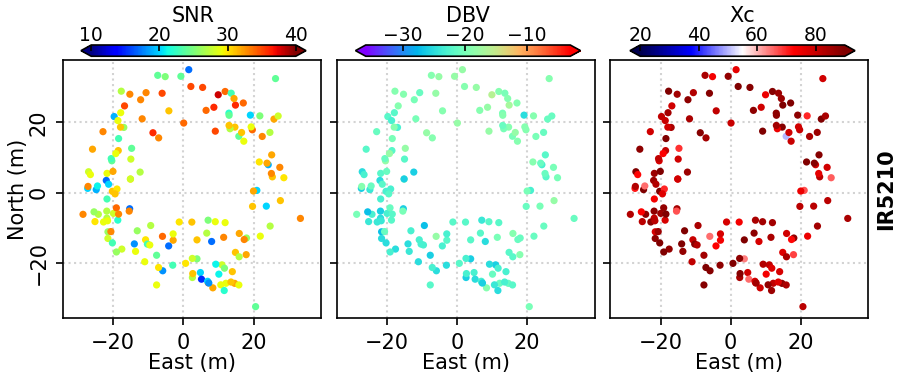 SNR DBV Xc
10 20 30 40 −30 −20 −10 20 40 60 80
20
0
−20
North (m)
−20 0 20 −20 0 20 −20 0 20
East (m) East (m) East (m)
IR5210